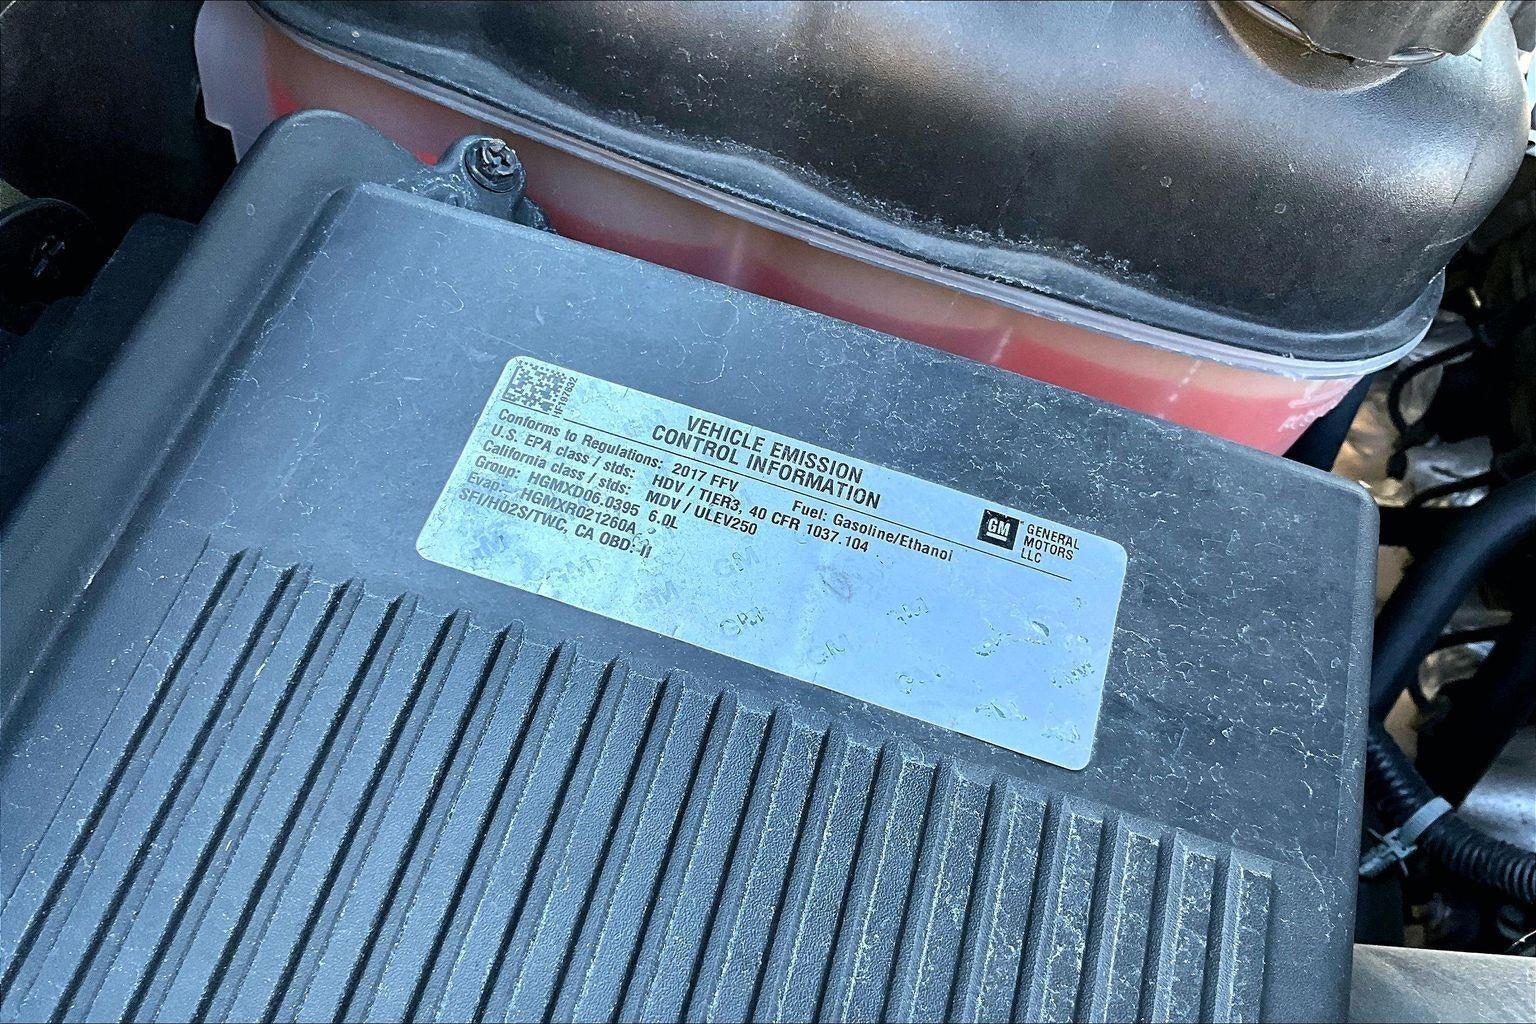 HF197632
VEHICLE EMISSION
CONTROL INFORMATION
Conforms to Regulations: 2017 FFV Fuel: Gasoline/Ethanol
U.S. EPA class / stds: HDV / TIER3, 40 CFR 1037.104
California class / stds: MDV / ULEV250
Group: HGMXD06.0395 6.0L
Evap: HGMXR021260A
SFI/HO2S/TWC, CA OBD: II
GM
GENERAL
MOTORS
LLC